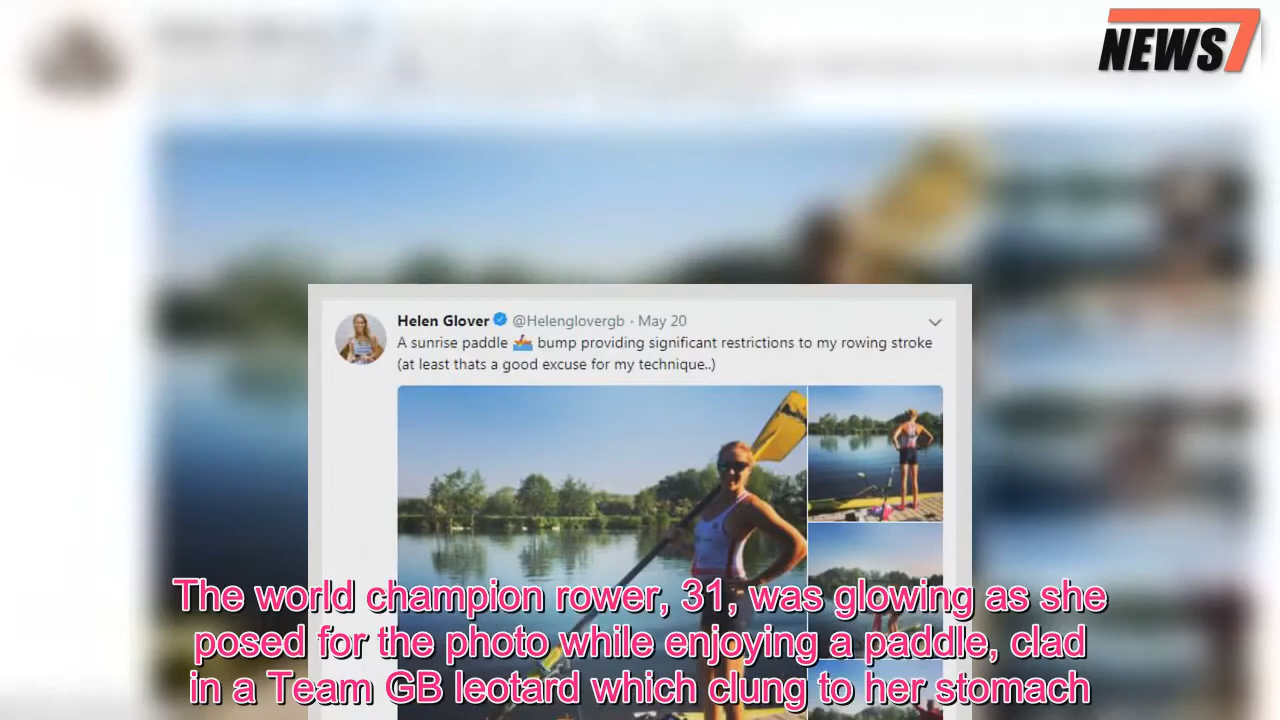 NEWS7
Helen Glover @Helenglovergb · May 20
A sunrise paddle bump providing significant restrictions to my rowing stroke
(at least thats a good excuse for my technique..)
The world champion rower, 31, was glowing as she
posed for the photo while enjoying a paddle, clad
in a Team GB leotard which clung to her stomach